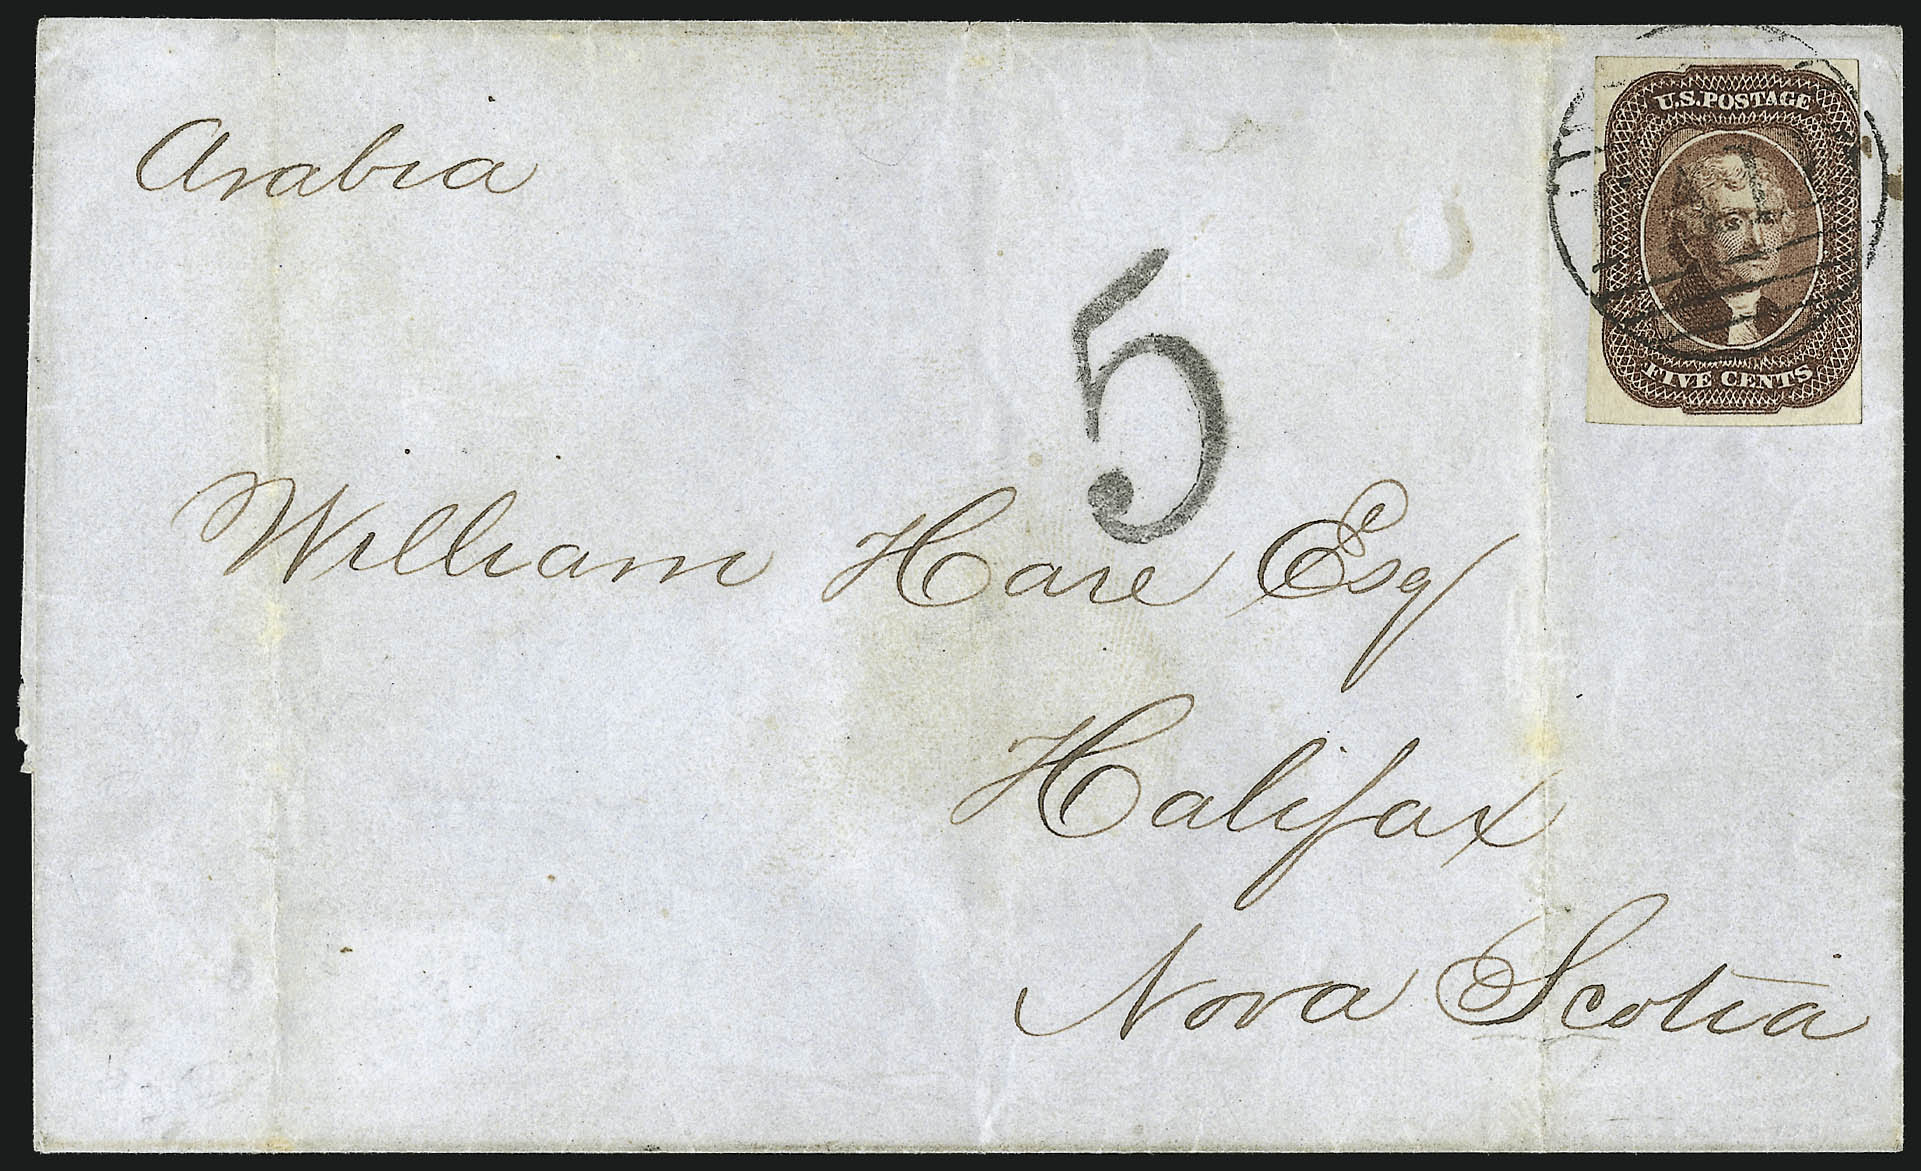 Arabia
U.S.POSTAGE
FIVE CENTS
5
William Hare Esq
Halifax
Nova Scotia